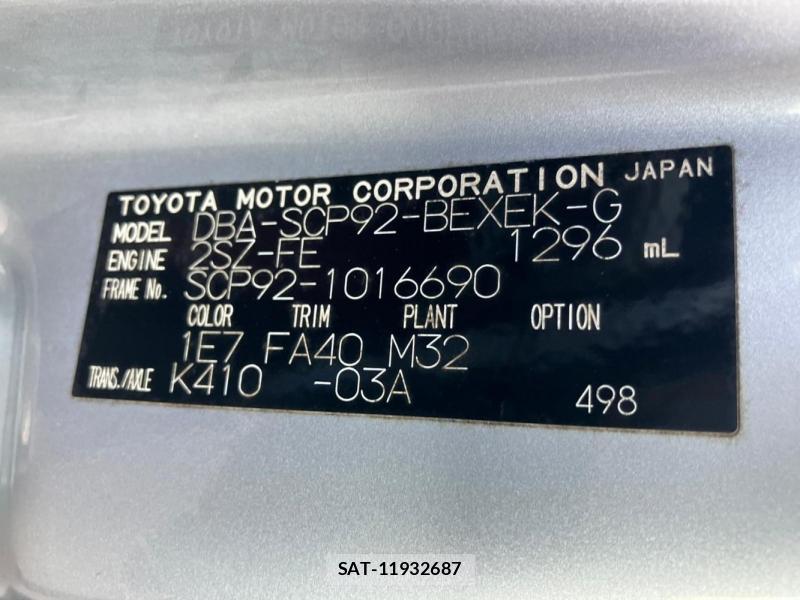 TOYOTA MOTOR CORPORATION JAPAN
MODEL DBA-SCP92-BEXEK-G
ENGINE 2SZ-FE 1296 mL
FRAME No. SCP92-1016690
COLOR TRIM PLANT OPTION
1E7 FA40 M32
TRANS./AXLE K410 -03A
498
SAT-11932687